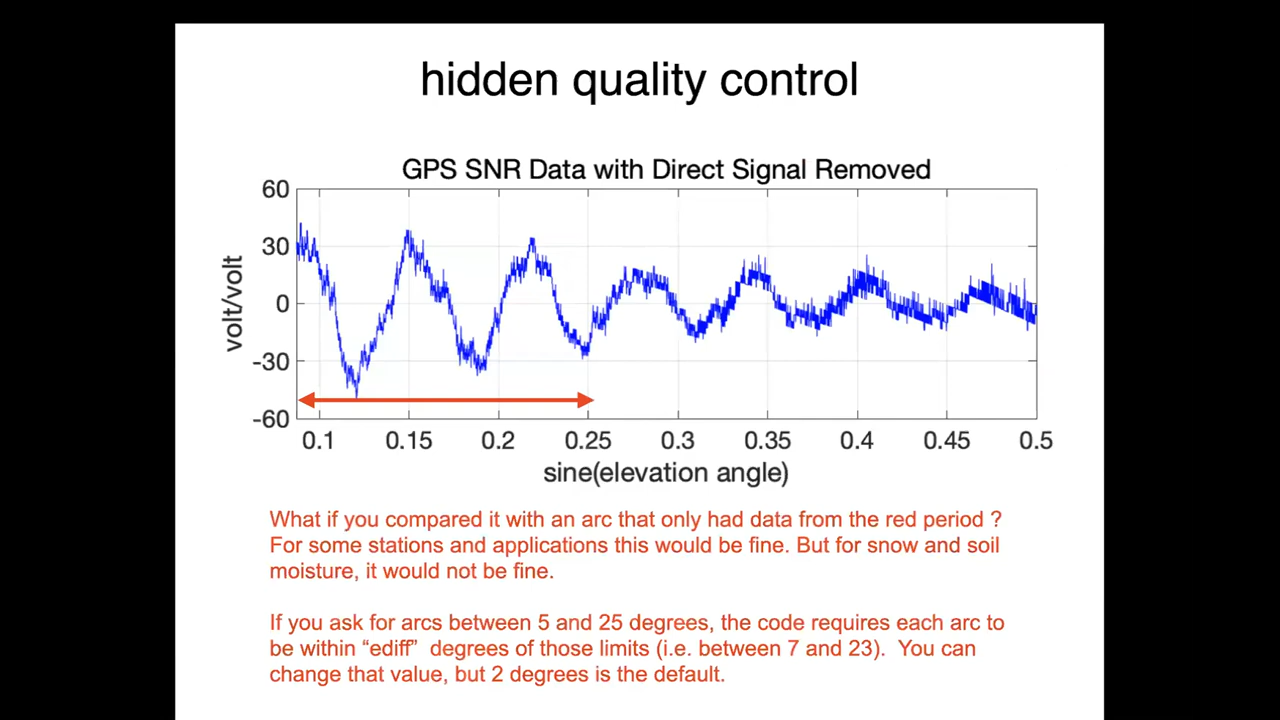 hidden quality control
GPS SNR Data with Direct Signal Removed
60
30
0
-30
-60
volt/volt
0.1 0.15 0.2 0.25 0.3 0.35 0.4 0.45 0.5
sine(elevation angle)
What if you compared it with an arc that only had data from the red period ?
For some stations and applications this would be fine. But for snow and soil
moisture, it would not be fine.
If you ask for arcs between 5 and 25 degrees, the code requires each arc to
be within “ediff” degrees of those limits (i.e. between 7 and 23). You can
change that value, but 2 degrees is the default.